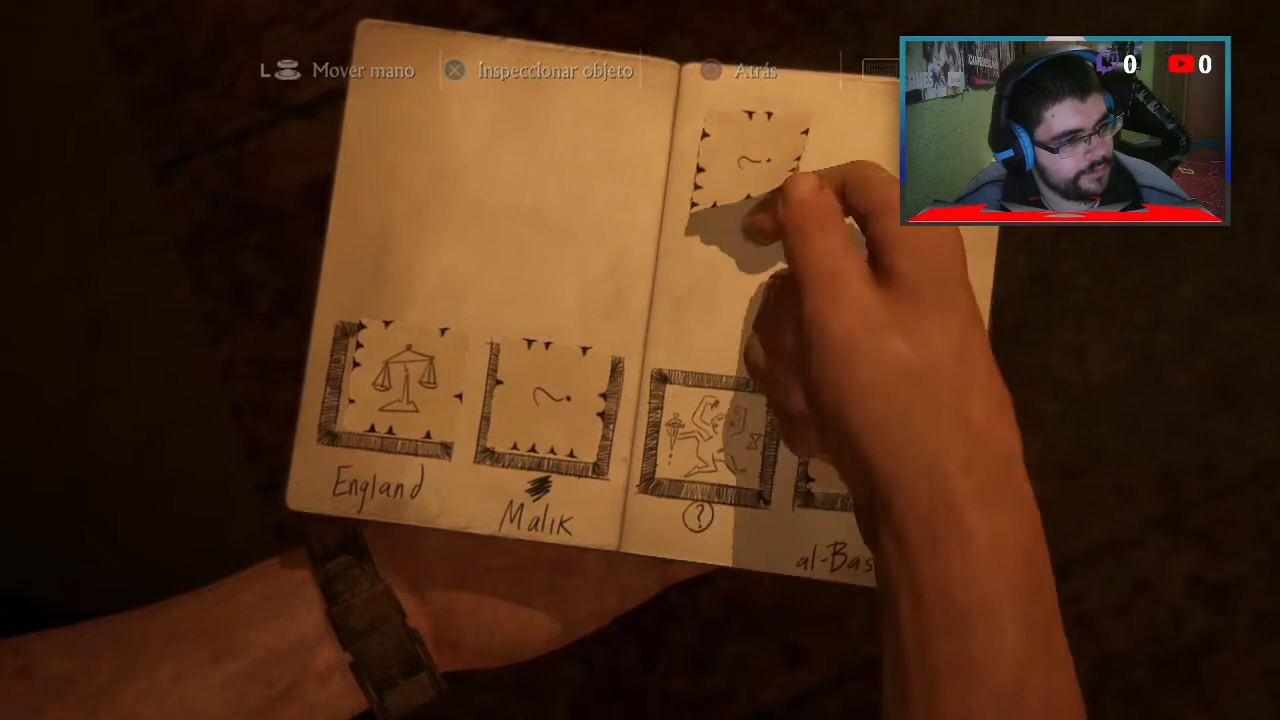 L Mover mano Inspeccionar objeto Atrás
0 0
?
?
England
Malik
?
al-Bas